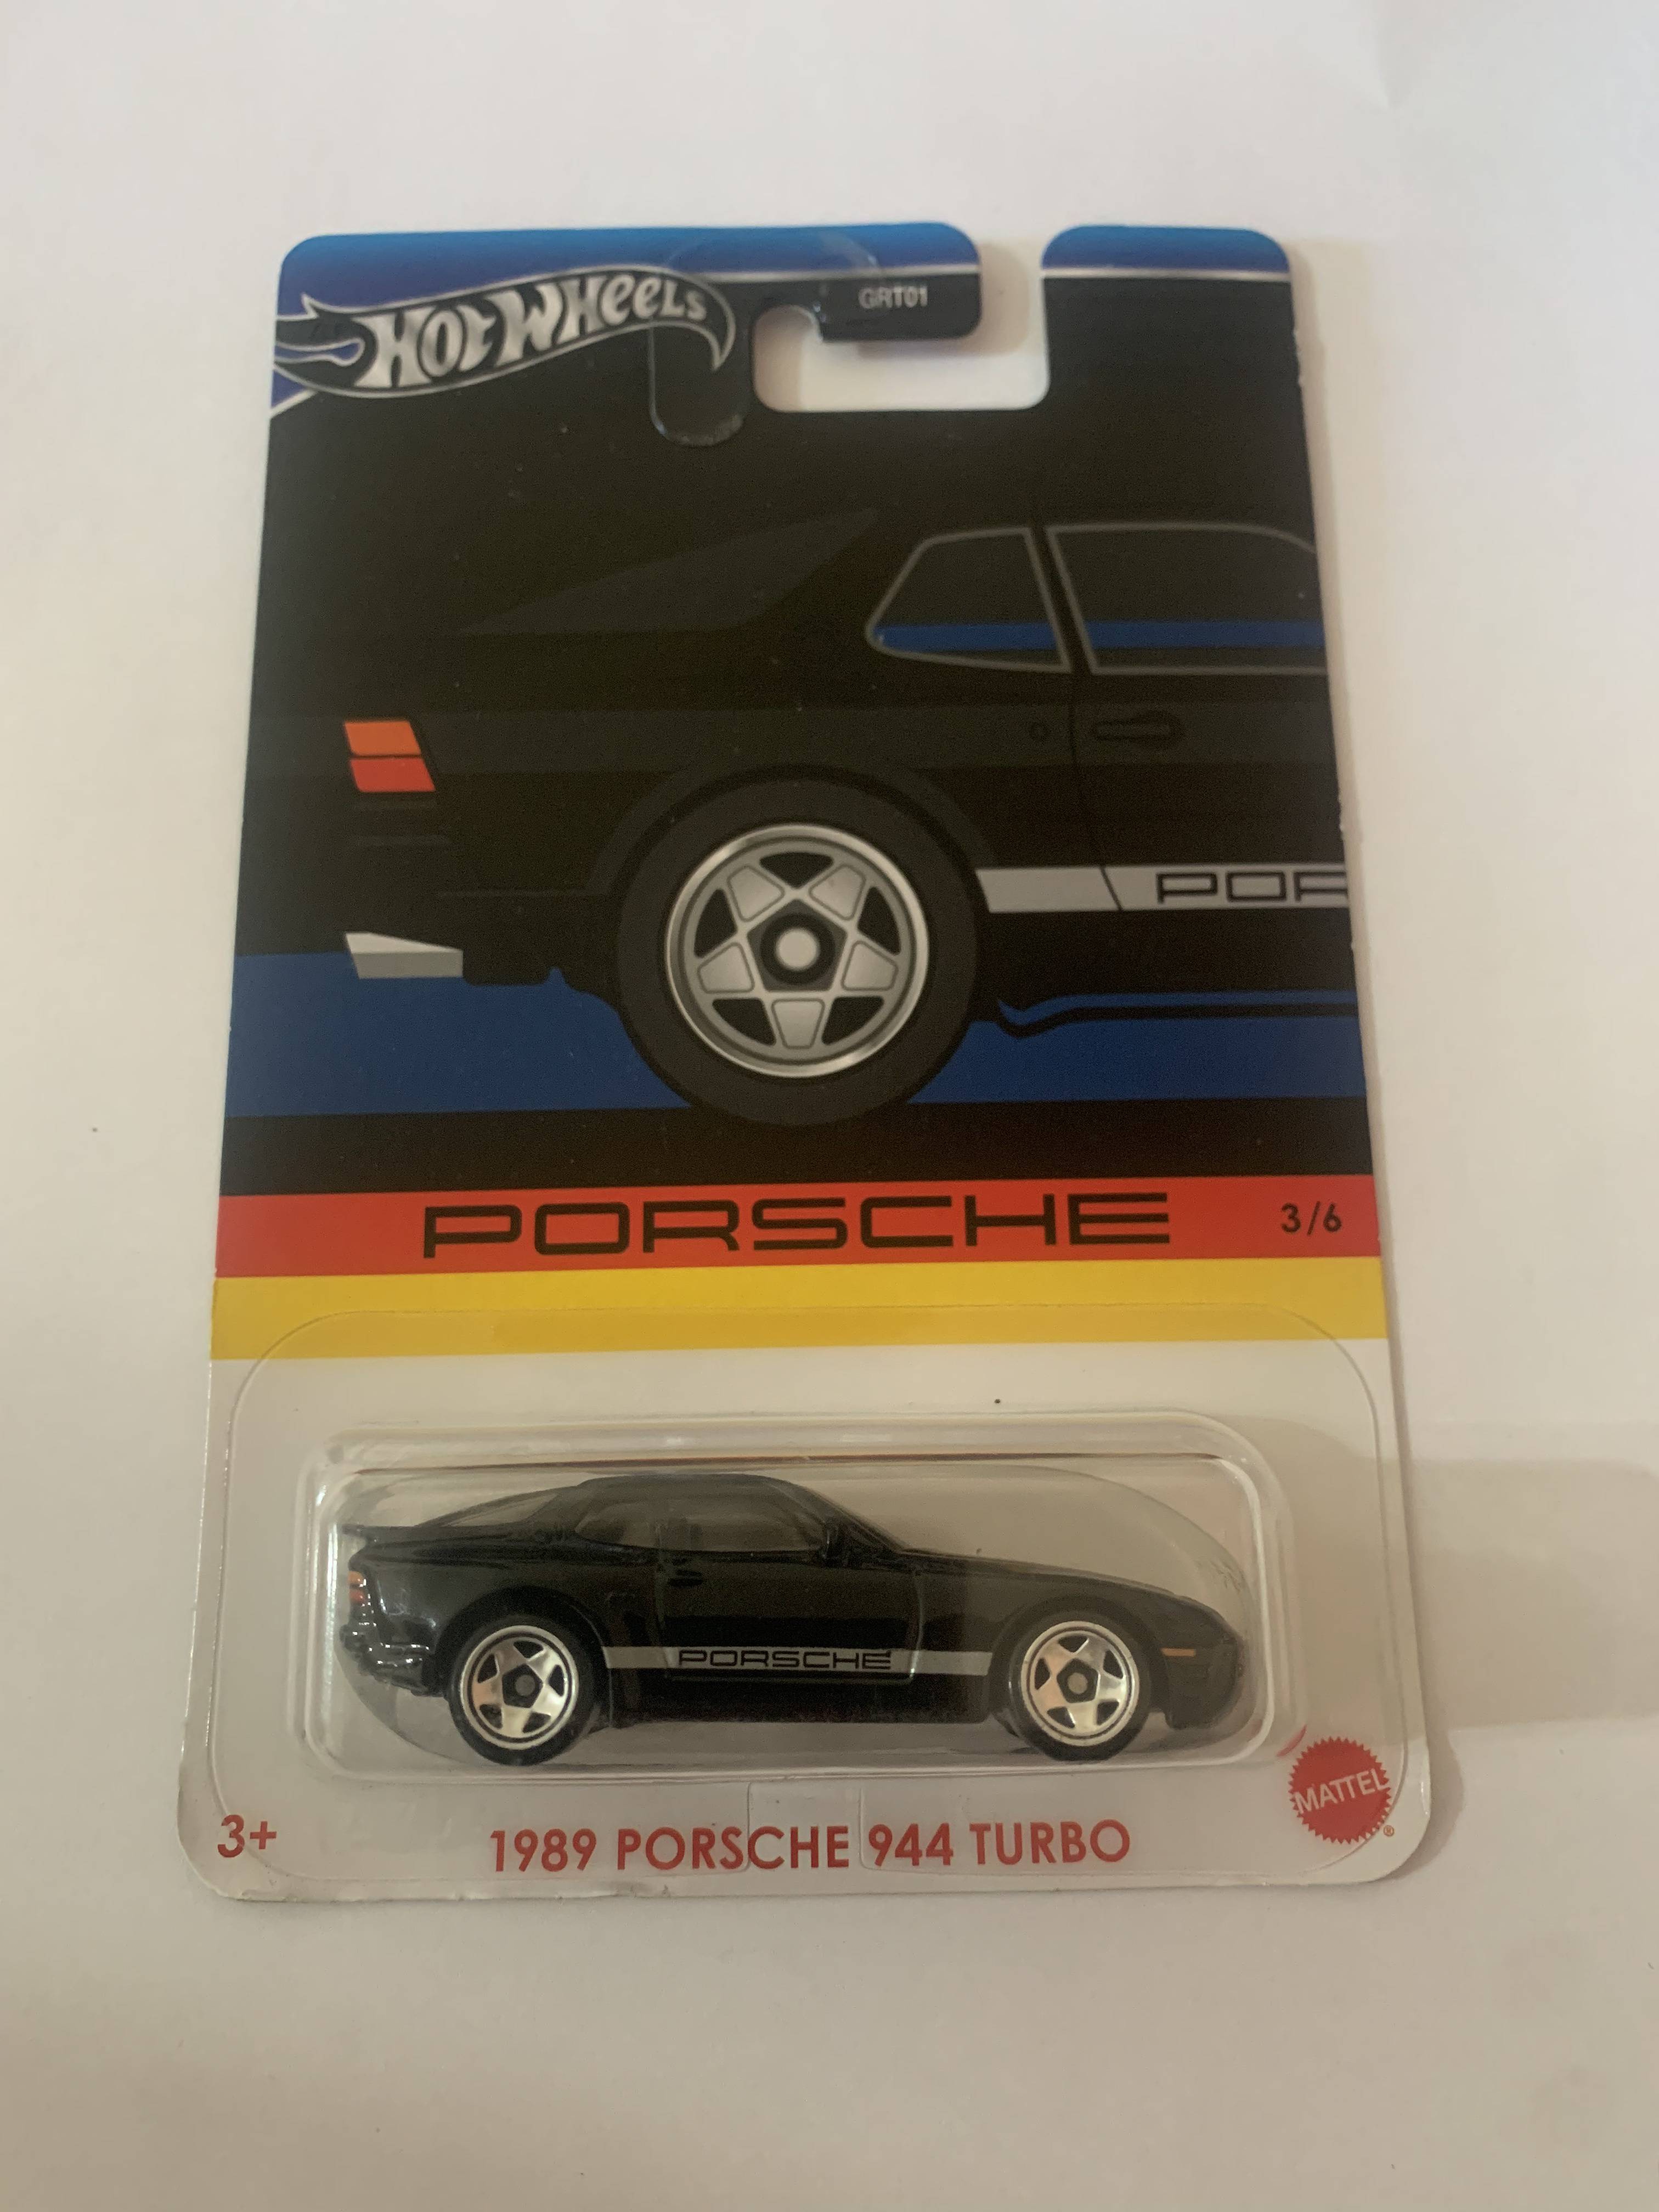 HOT WHEELS
GRT01
POR
PORSCHE
3/6
PORSCHE
MATTEL
®
3+
1989 PORSCHE 944 TURBO